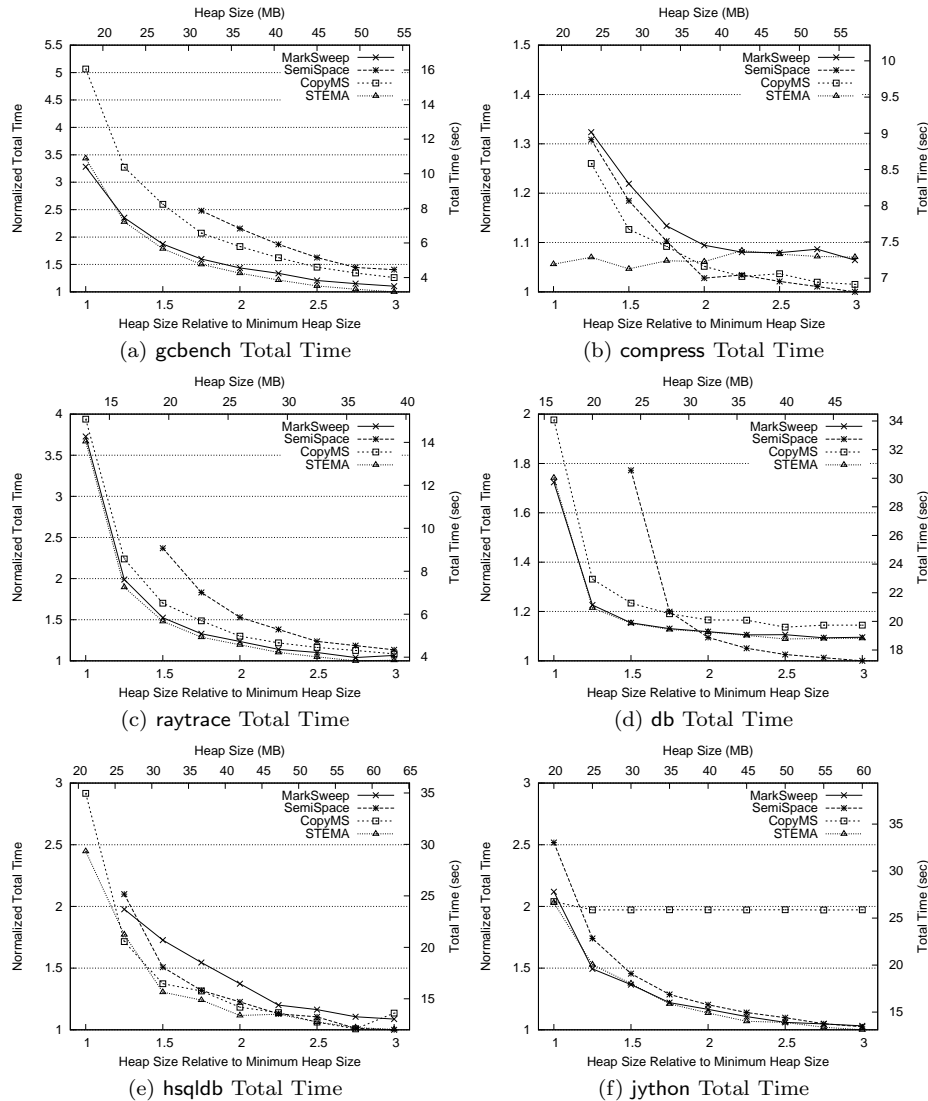 Heap Size (MB)
20 25 30 35 40 45 50 55
Normalized Total Time
5.5
5
4.5
4
3.5
3
2.5
2
1.5
1
MarkSweep
SemiSpace
CopyMS
STEMA
16
14
12
10
8
6
4
Total Time (sec)
1 1.5 2 2.5 3
Heap Size Relative to Minimum Heap Size
(a) gcbench Total Time
Heap Size (MB)
20 25 30 35 40 45 50 55
Normalized Total Time
1.5
1.4
1.3
1.2
1.1
1
MarkSweep
SemiSpace
CopyMS
STEMA
10
9
8
7
Total Time (sec)
1 1.5 2 2.5 3
Heap Size Relative to Minimum Heap Size
(b) compress Total Time
Heap Size (MB)
15 20 25 30 35 40
Normalized Total Time
4
3.5
3
2.5
2
1.5
1
MarkSweep
SemiSpace
CopyMS
STEMA
14
12
10
8
6
4
Total Time (sec)
1 1.5 2 2.5 3
Heap Size Relative to Minimum Heap Size
(c) raytrace Total Time
Heap Size (MB)
16 20 24 28 32 36 40 44
Normalized Total Time
2
1.8
1.6
1.4
1.2
1
MarkSweep
SemiSpace
CopyMS
STEMA
34
32
30
28
26
24
22
20
18
Total Time (sec)
1 1.5 2 2.5 3
Heap Size Relative to Minimum Heap Size
(d) db Total Time
Heap Size (MB)
20 25 30 35 40 45 50 55 60 65
Normalized Total Time
3
2.5
2
1.5
1
MarkSweep
SemiSpace
CopyMS
STEMA
35
30
25
20
15
Total Time (sec)
1 1.5 2 2.5 3
Heap Size Relative to Minimum Heap Size
(e) hsqldb Total Time
Heap Size (MB)
20 25 30 35 40 45 50 55 60
Normalized Total Time
3
2.5
2
1.5
1
MarkSweep
SemiSpace
CopyMS
STEMA
35
30
25
20
15
Total Time (sec)
1 1.5 2 2.5 3
Heap Size Relative to Minimum Heap Size
(f) jython Total Time